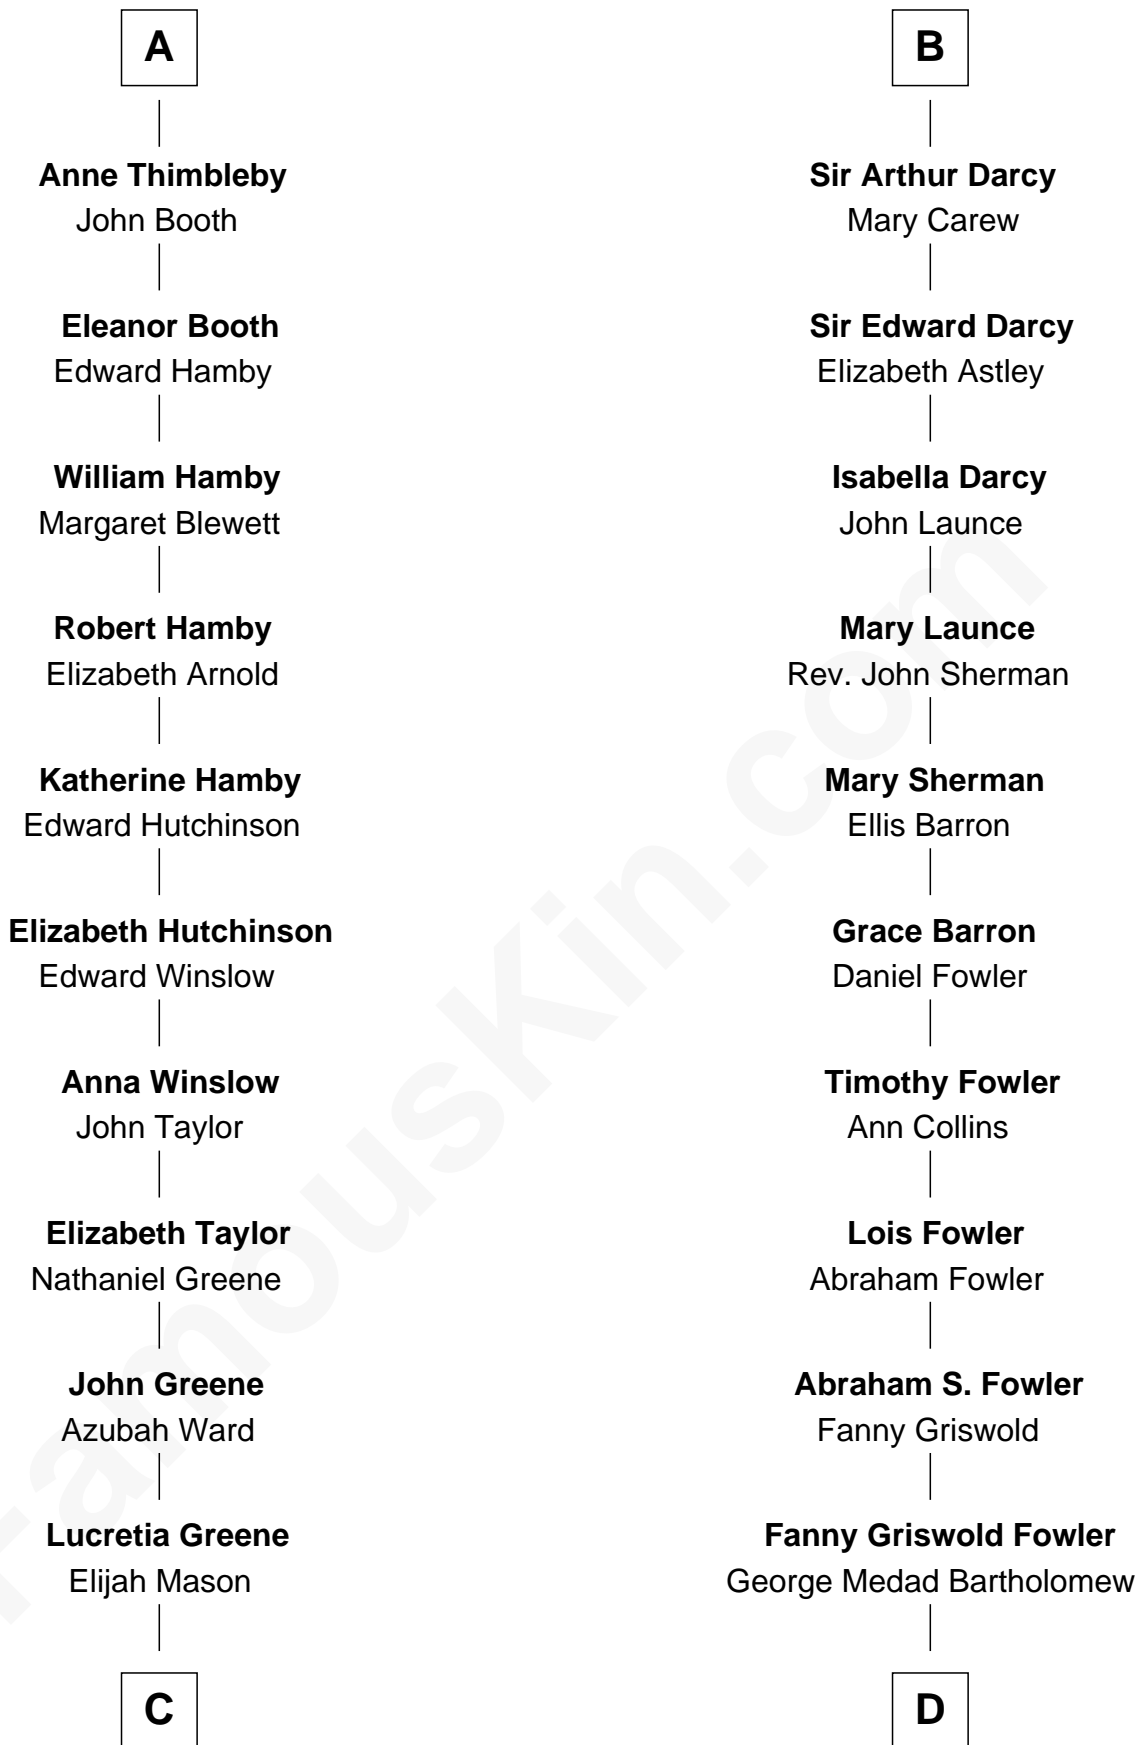 A
Anne Thimbleby
John Booth
Eleanor Booth
Edward Hamby
William Hamby
Margaret Blewett
Robert Hamby
Elizabeth Arnold
Katherine Hamby
Edward Hutchinson
Elizabeth Hutchinson
Edward Winslow
Anna Winslow
John Taylor
Elizabeth Taylor
Nathaniel Greene
John Greene
Azubah Ward
Lucretia Greene
Elijah Mason
C
B
Sir Arthur Darcy
Mary Carew
Sir Edward Darcy
Elizabeth Astley
Isabella Darcy
John Launce
Mary Launce
Rev. John Sherman
Mary Sherman
Ellis Barron
Grace Barron
Daniel Fowler
Timothy Fowler
Ann Collins
Lois Fowler
Abraham Fowler
Abraham S. Fowler
Fanny Griswold
Fanny Griswold Fowler
George Medad Bartholomew
D
FamousKin.com